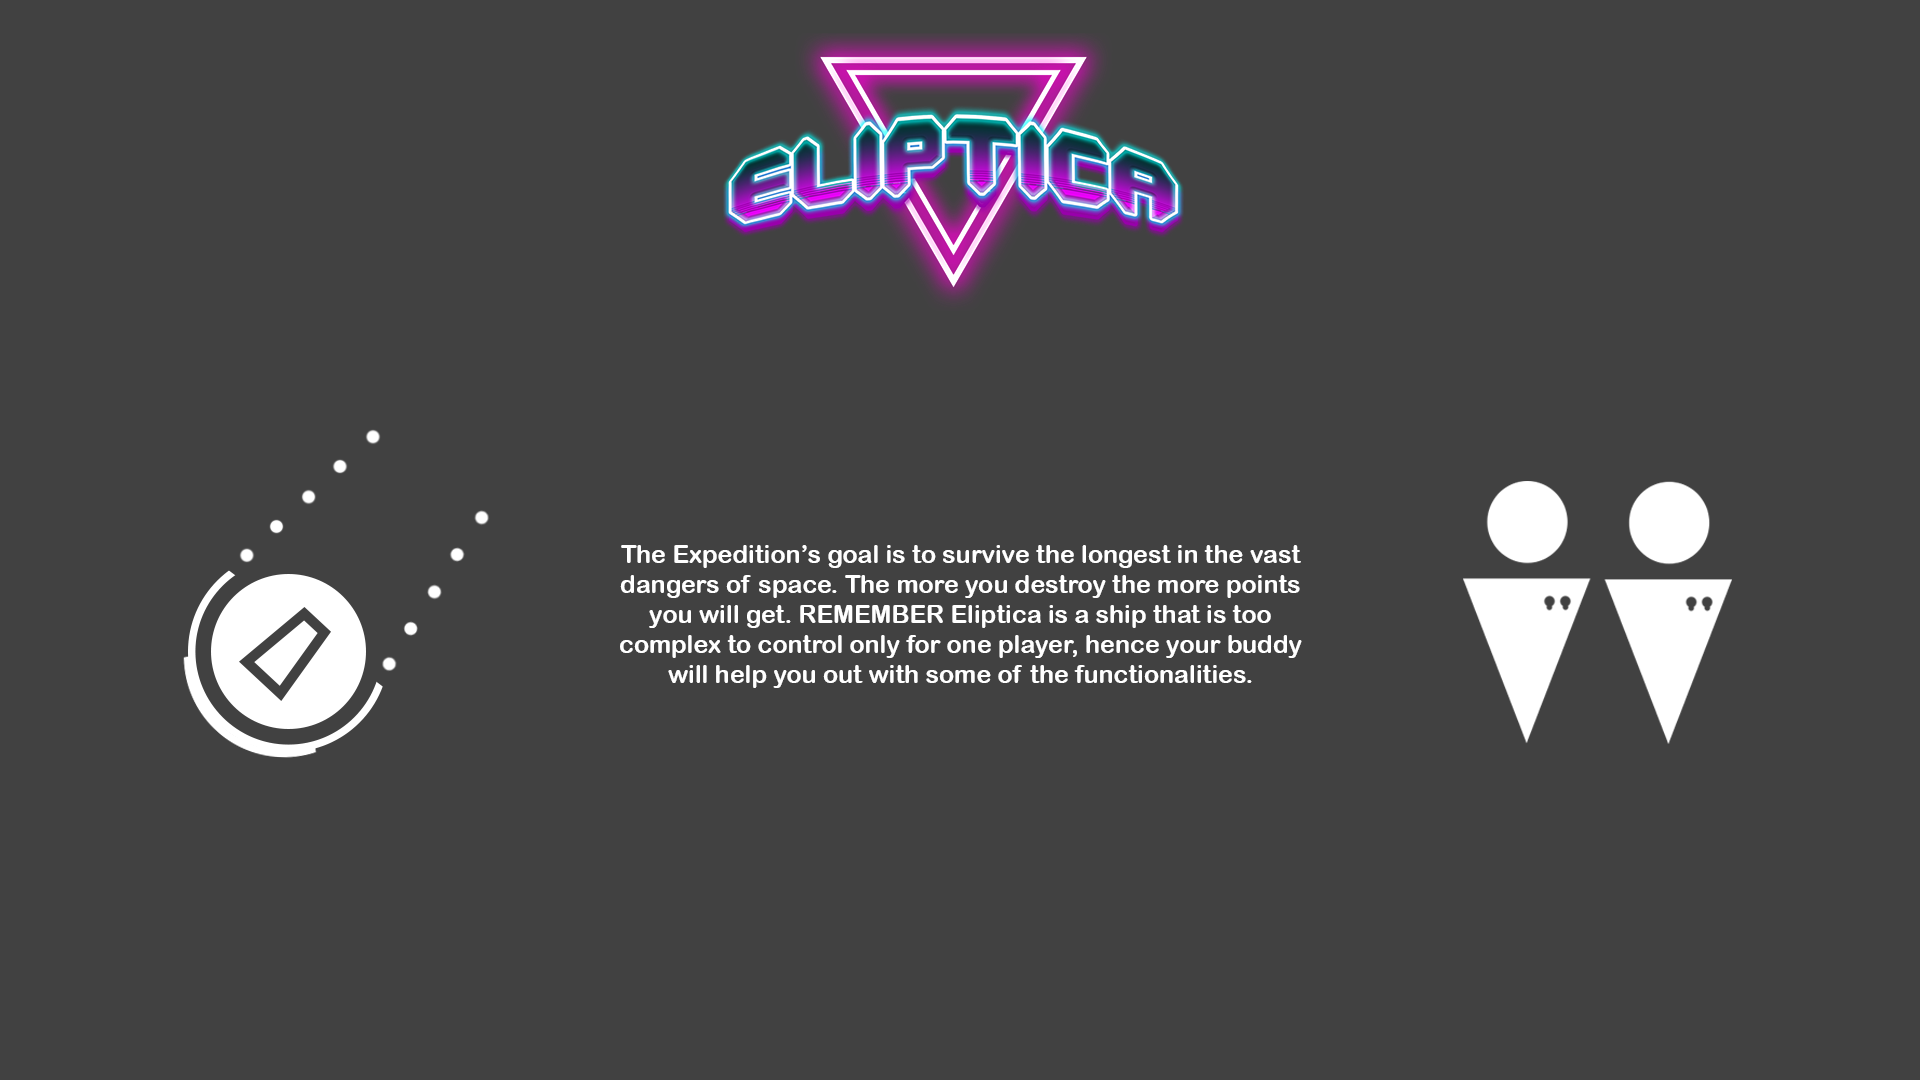 ELIPTICA
The Expedition’s goal is to survive the longest in the vast
dangers of space. The more you destroy the more points
you will get. REMEMBER Eliptica is a ship that is too
complex to control only for one player, hence your buddy
will help you out with some of the functionalities.